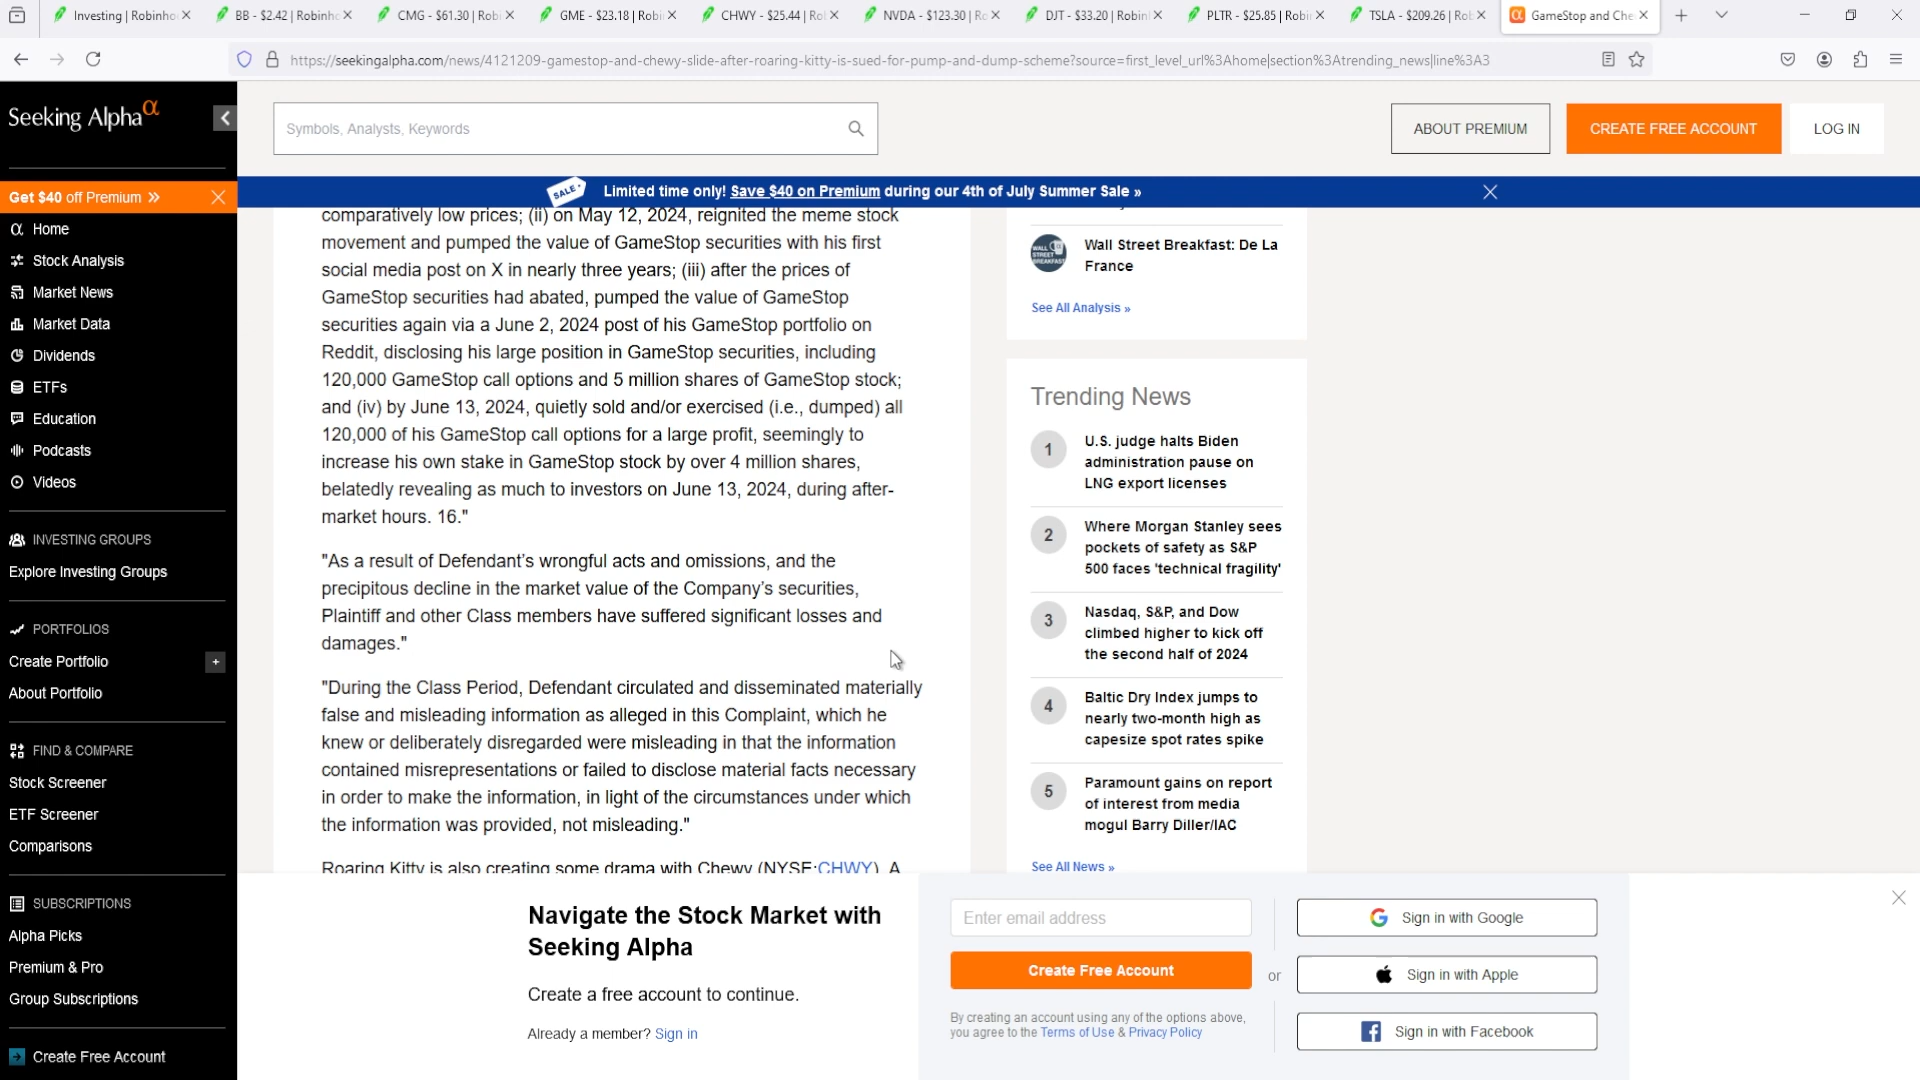 Investing | Robinho
BB - $2.42 | Robinh
CMG - $61.30 | Robi
GME - $23.18 | Robi
CHWY - $25.44 | Ro
NVDA - $123.30 | Ro
DJT - $33.20 | Robin
PLTR - $25.85 | Robi
TSLA - $209.26 | Rob
GameStop and Che
https://seekingalpha.com/news/4121209-gamestop-and-chewy-slide-after-roaring-kitty-is-sued-for-pump-and-dump-scheme?source=first_level_url%3Ahome|section%3Atrending_news|line%3A3
Seeking Alpha α
Symbols, Analysts, Keywords
ABOUT PREMIUM
CREATE FREE ACCOUNT
LOG IN
Get $40 off Premium »
SALE
Limited time only! Save $40 on Premium during our 4th of July Summer Sale »
Home
Stock Analysis
Market News
Market Data
Dividends
ETFs
Education
Podcasts
Videos
INVESTING GROUPS
Explore Investing Groups
PORTFOLIOS
Create Portfolio
+
About Portfolio
FIND & COMPARE
Stock Screener
ETF Screener
Comparisons
SUBSCRIPTIONS
Alpha Picks
Premium & Pro
Group Subscriptions
Create Free Account
comparatively low prices; (ii) on May 12, 2024, reignited the meme stock
movement and pumped the value of GameStop securities with his first
social media post on X in nearly three years; (iii) after the prices of
GameStop securities had abated, pumped the value of GameStop
securities again via a June 2, 2024 post of his GameStop portfolio on
Reddit, disclosing his large position in GameStop securities, including
120,000 GameStop call options and 5 million shares of GameStop stock;
and (iv) by June 13, 2024, quietly sold and/or exercised (i.e., dumped) all
120,000 of his GameStop call options for a large profit, seemingly to
increase his own stake in GameStop stock by over 4 million shares,
belatedly revealing as much to investors on June 13, 2024, during after-
market hours. 16."
"As a result of Defendant's wrongful acts and omissions, and the
precipitous decline in the market value of the Company's securities,
Plaintiff and other Class members have suffered significant losses and
damages."
"During the Class Period, Defendant circulated and disseminated materially
false and misleading information as alleged in this Complaint, which he
knew or deliberately disregarded were misleading in that the information
contained misrepresentations or failed to disclose material facts necessary
in order to make the information, in light of the circumstances under which
the information was provided, not misleading."
Roaring Kitty is also creating some drama with Chewy (NYSE:CHWY). A
WALL STREET BREAKFAST
Wall Street Breakfast: De La
France
See All Analysis »
Trending News
1
U.S. judge halts Biden
administration pause on
LNG export licenses
2
Where Morgan Stanley sees
pockets of safety as S&P
500 faces 'technical fragility'
3
Nasdaq, S&P, and Dow
climbed higher to kick off
the second half of 2024
4
Baltic Dry Index jumps to
nearly two-month high as
capesize spot rates spike
5
Paramount gains on report
of interest from media
mogul Barry Diller/IAC
See All News »
Navigate the Stock Market with
Seeking Alpha
Create a free account to continue.
Already a member? Sign in
Enter email address
Create Free Account
By creating an account using any of the options above,
you agree to the Terms of Use & Privacy Policy
or
Sign in with Google
Sign in with Apple
Sign in with Facebook